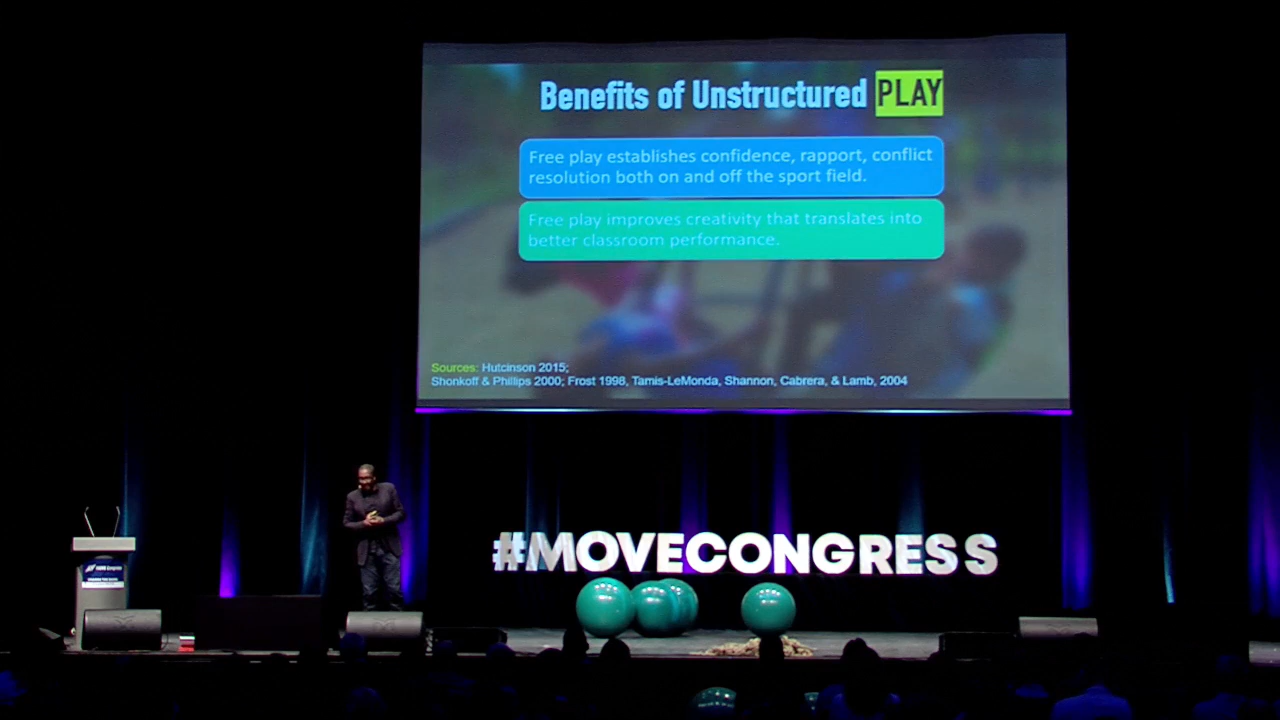 Benefits of Unstructured PLAY
Free play establishes confidence, rapport, conflict
resolution both on and off the sport field.
Free play improves creativity that translates into
better classroom performance.
Sources: Hutcinson 2015;
Shonkoff & Phillips 2000; Frost 1998, Tamis-LeMonda, Shannon, Cabrera, & Lamb, 2004
#MOVECONGRESS